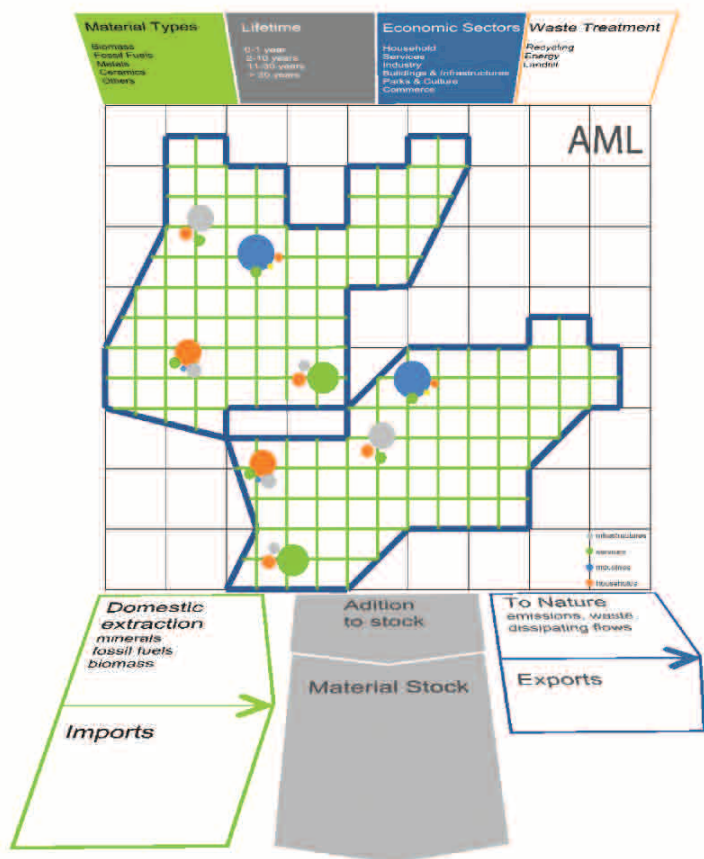 Material Types
Biomass
Fossil Fuels
Metals
Ceramics
Others
Lifetime
0-1 year
2-10 years
11-30 years
> 30 years
Economic Sectors
Household
Services
Industry
Buildings & Infrastructures
Parks & Culture
Commerce
Waste Treatment
Recycling
Energy
AML
infrastructures
services
industries
households
Domestic
extraction
minerals
fossil fuels
biomass
Imports
Adition
to stock
Material Stock
To Nature
emissions, waste
dissipating flows
Exports